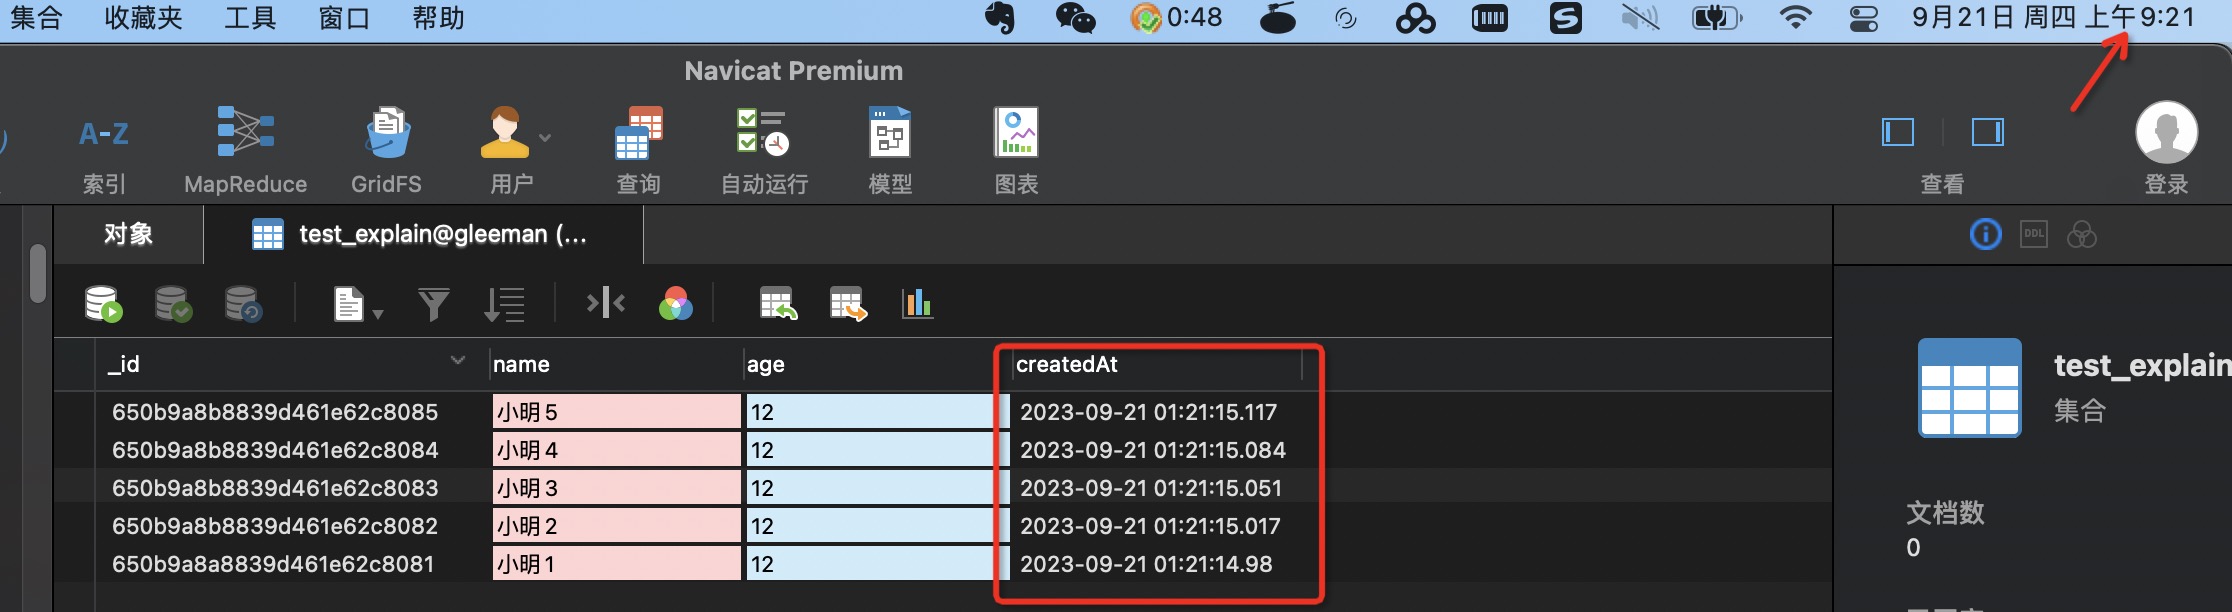 集合 收藏夹 工具 窗口 帮助 0:48 9月21日 周四 上午9:21
Navicat Premium
A-Z
索引 MapReduce GridFS 用户 查询 自动运行 模型 图表 查看 登录
对象 test_explain@gleeman (... DDL
_id name age createdAt
650b9a8b8839d461e62c8085 小明5 12 2023-09-21 01:21:15.117
650b9a8b8839d461e62c8084 小明4 12 2023-09-21 01:21:15.084
650b9a8b8839d461e62c8083 小明3 12 2023-09-21 01:21:15.051
650b9a8b8839d461e62c8082 小明2 12 2023-09-21 01:21:15.017
650b9a8a8839d461e62c8081 小明1 12 2023-09-21 01:21:14.98
test_explain
集合
文档数
0